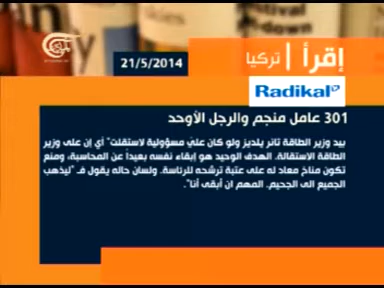 إقرأ | تركيا
21/5/2014
Radikal
301 عامل منجم والرجل الأوحد
بيد وزير الطاقة تانر يلديز ولو كان علي مسؤولية لاستقلت" أي إن على وزير
الطاقة الاستقالة. الهدف الوحيد هو إبقاء نفسه بعيداً عن المحاسبة، ومنع
تكون مناخ معاد له على عتبة ترشحه للرئاسة. ولسان حاله يقول فـ "ليذهب
الجميع الى الجحيم. المهم ان أبقى أنا".